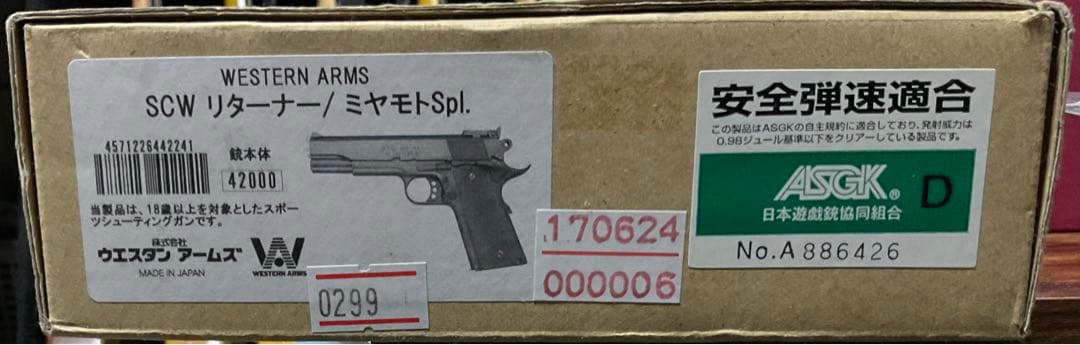 WESTERN ARMS
SCW リターナー/ミヤモトSpl.
4571226442241
銃本体
42000
当製品は、18歳以上を対象としたスポー
ツシューティングガンです。
株式会社
ウエスタン アームズ
MADE IN JAPAN
W
WESTERN ARMS
0299
170624
000006
安全弾速適合
この製品はASGKの自主規約に適合しており、発射威力は
0.98ジュール基準以下をクリアーしている製品です。
ASGK® D
日本遊戯銃協同組合
No.A886426